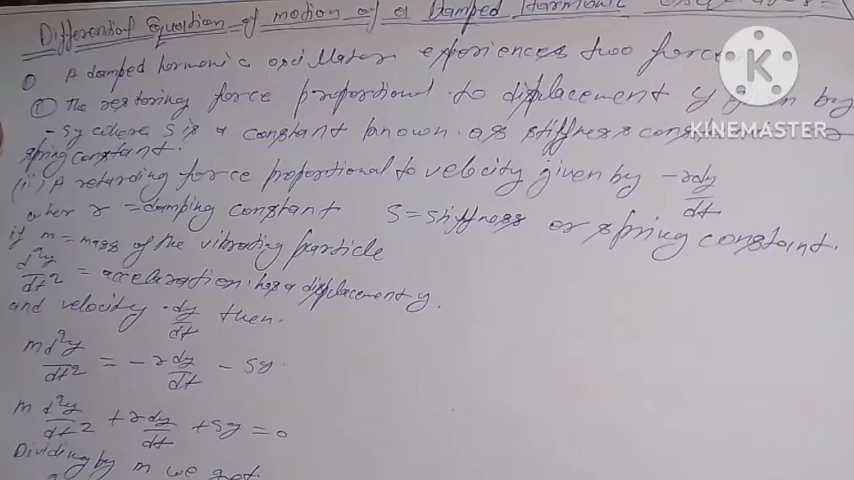 Differential Equation of motion of a Damped Harmonic
① A damped harmonic oscillator experiences two forces
① The restoring force proportional to displacement y given by
- sy where S is a constant known as stiffness constant or
spring constant.
(ii) A retarding force proportional to velocity given by -r dy/dt
wher r = damping constant S = stiffness or spring constant.
if m = mass of the vibrating particle
d²y/dt² = acceleration. has a displacement y.
and velocity dy/dt then.
m d²y/dt² = - r dy/dt - sy.
m d²y/dt² + r dy/dt + sy = 0
Dividing by m we get
K
KINEMASTER